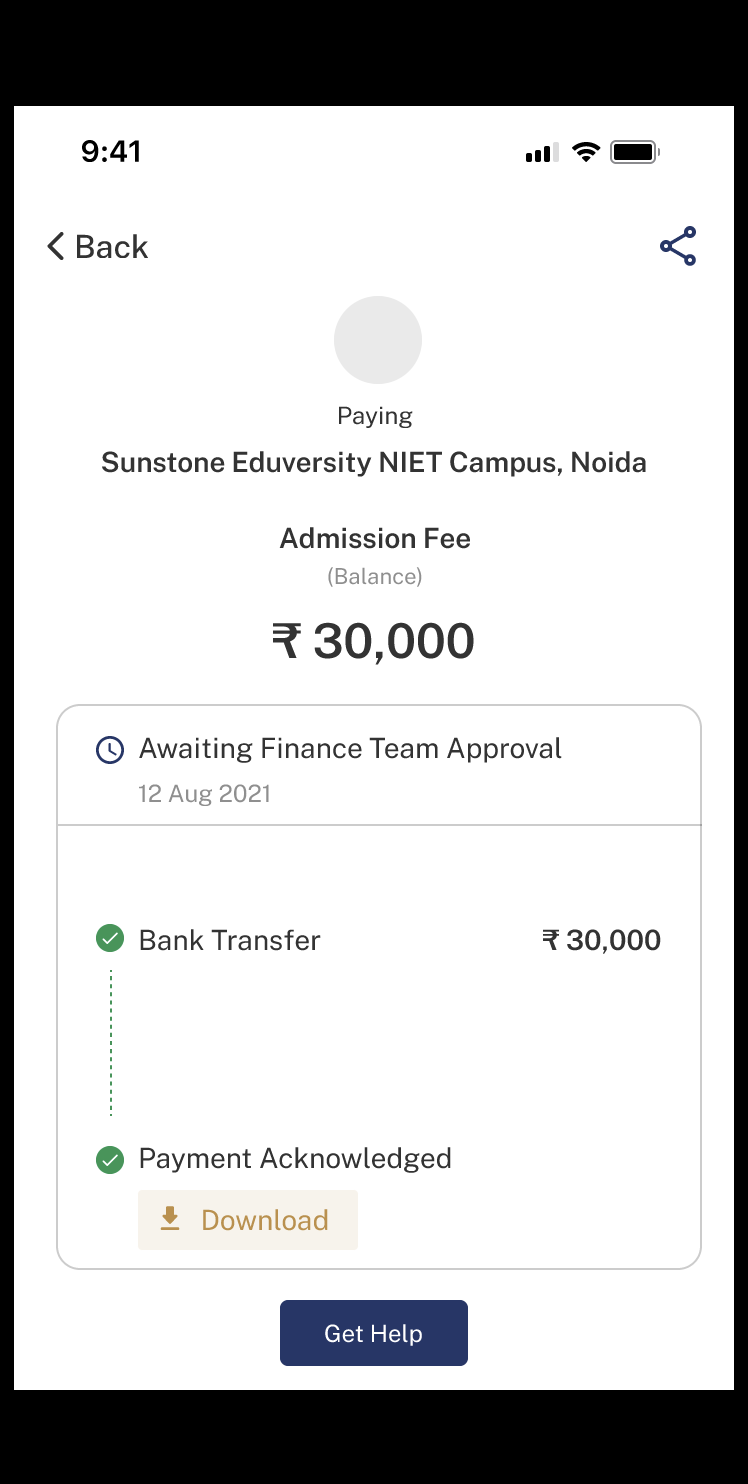 9:41
Back
Paying
Sunstone Eduversity NIET Campus, Noida
Admission Fee
(Balance)
₹ 30,000
Awaiting Finance Team Approval
12 Aug 2021
Bank Transfer ₹ 30,000
Payment Acknowledged
Download
Get Help